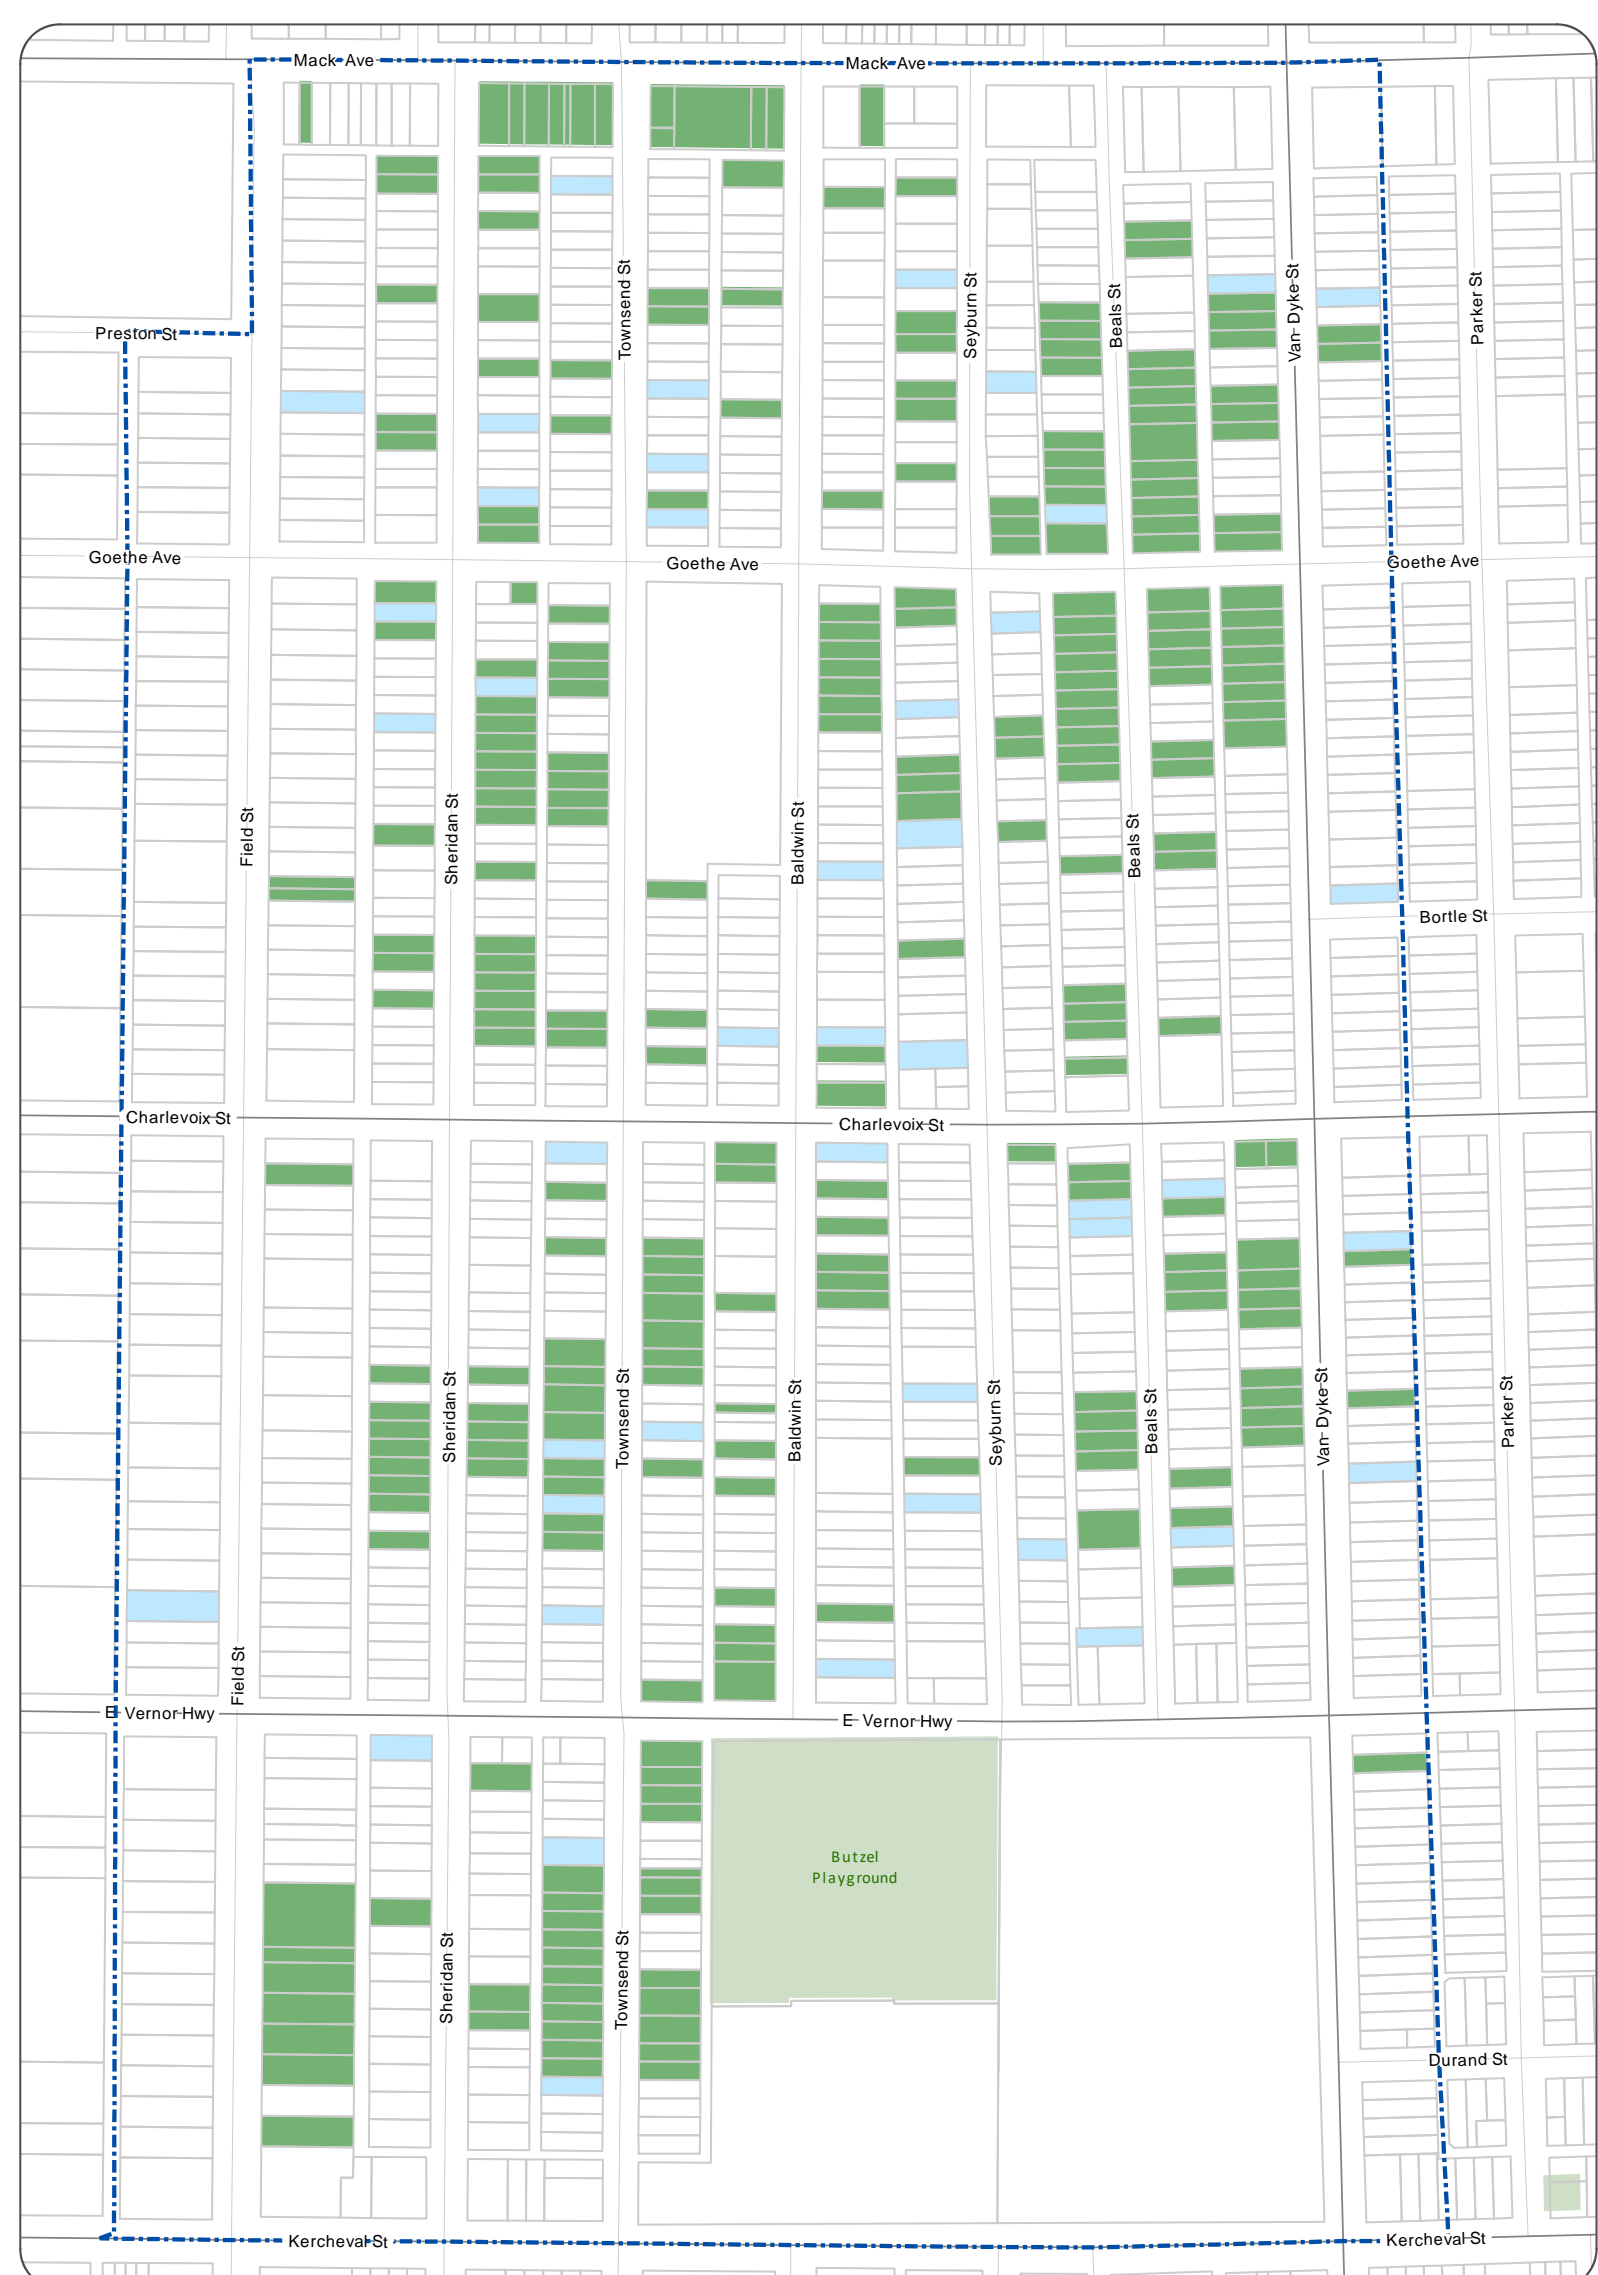 Mack Ave
Mack Ave
Townsend St
Seyburn St
Beals St
Van Dyke St
Parker St
Preston St
Goethe Ave
Goethe Ave
Goethe Ave
Field St
Sheridan St
Baldwin St
Beals St
Bortle St
Charlevoix St
Charlevoix St
Sheridan St
Townsend St
Baldwin St
Seyburn St
Beals St
Van Dyke St
Parker St
Field St
E Vernor Hwy
E Vernor Hwy
Butzel
Playground
Sheridan St
Townsend St
Durand St
Kercheval St
Kercheval St